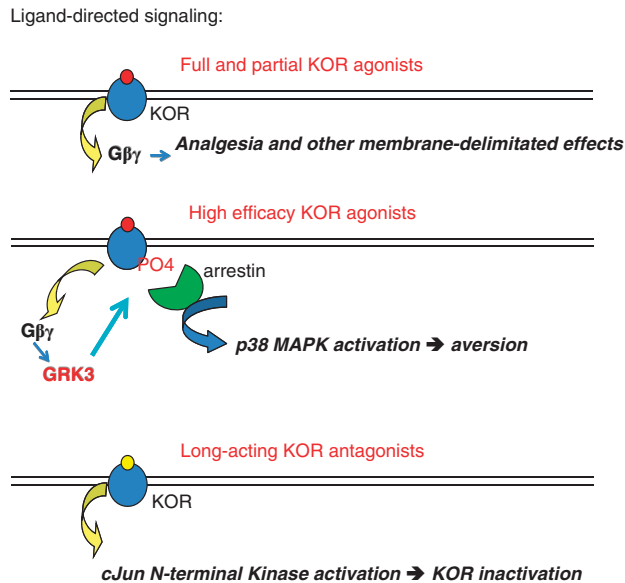 Ligand-directed signaling:
Full and partial KOR agonists
KOR
Gβγ
Analgesia and other membrane-delimitated effects
High efficacy KOR agonists
PO4
arrestin
Gβγ
p38 MAPK activation ➔ aversion
GRK3
Long-acting KOR antagonists
KOR
cJun N-terminal Kinase activation ➔ KOR inactivation